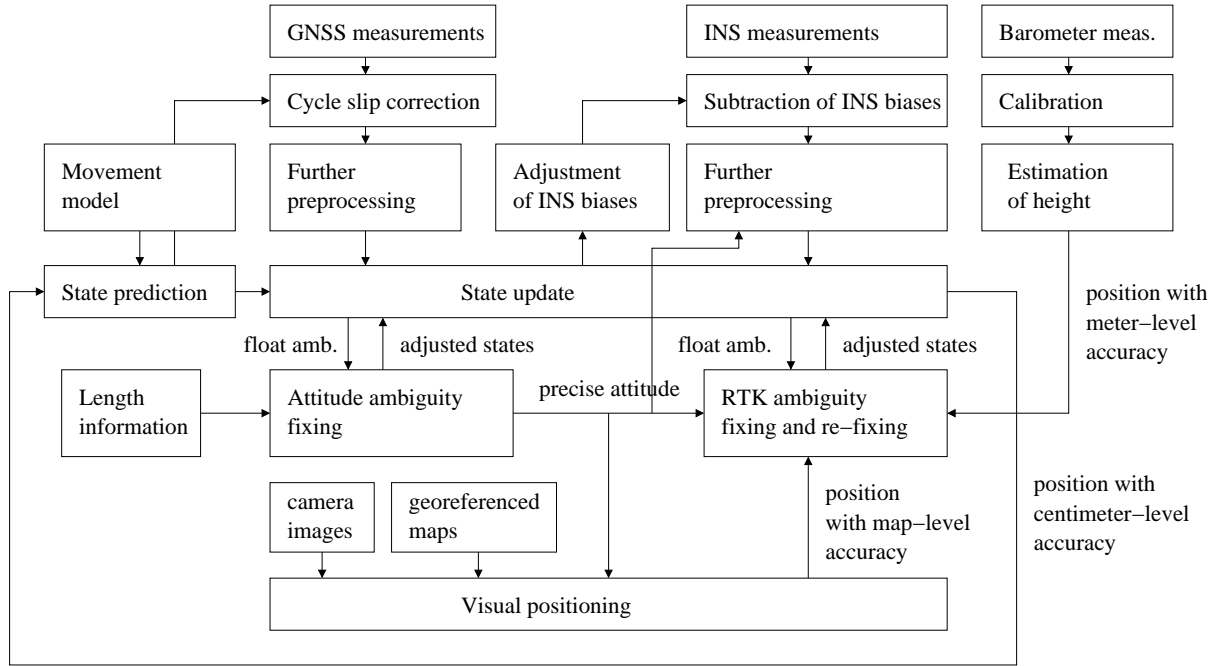 GNSS measurements
INS measurements
Barometer meas.
Cycle slip correction
Subtraction of INS biases
Calibration
Movement
model
Further
preprocessing
Adjustment
of INS biases
Further
preprocessing
Estimation
of height
State prediction
State update
position with
meter−level
accuracy
float amb.
adjusted states
float amb.
adjusted states
Length
information
Attitude ambiguity
fixing
precise attitude
RTK ambiguity
fixing and re−fixing
camera
images
georeferenced
maps
position
with map−level
accuracy
position with
centimeter−level
accuracy
Visual positioning